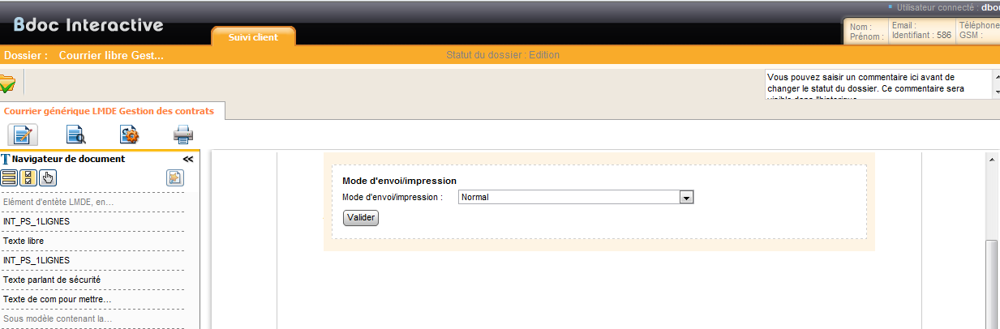 Utilisateur connecté : dbou
Bdoc Interactive
Suivi client
Nom :
Prénom :
Email :
Identifiant : 586
Téléphone
GSM :
Dossier : Courrier libre Gest...
Statut du dossier : Edition
Vous pouvez saisir un commentaire ici avant de
changer le statut du dossier. Ce commentaire sera
visible dans l'historique
Courrier générique LMDE Gestion des contrats
Navigateur de document
Elément d'entête LMDE, en...
INT_PS_1LIGNES
Texte libre
INT_PS_1LIGNES
Texte parlant de sécurité
Texte de com pour mettre...
Sous modèle contenant la...
Mode d'envoi/impression
Mode d'envoi/impression : Normal
Valider